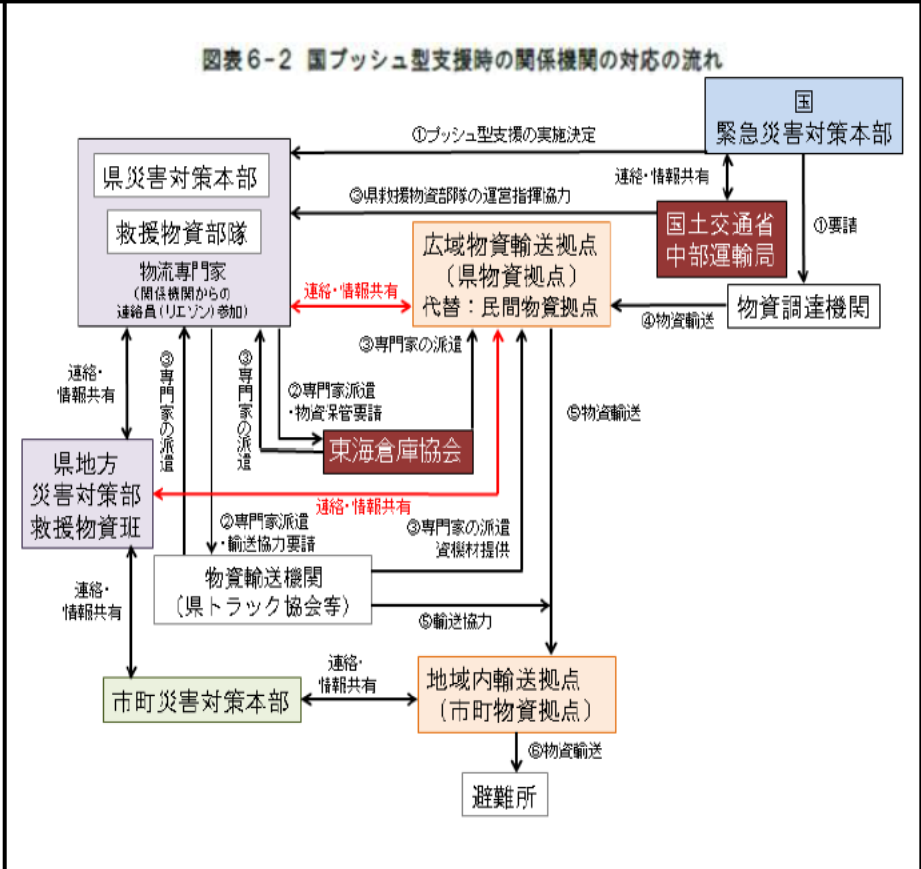 図表6-2 国プッシュ型支援時の関係機関の対応の流れ
国
緊急災害対策本部
①プッシュ型支援の実施決定
連絡・情報共有
県災害対策本部
③県救援物資部隊の運営指揮協力
国土交通省
中部運輸局
①要請
救援物資部隊
広域物資輸送拠点
(県物資拠点)
代替：民間物資拠点
物流専門家
(関係機関からの
連絡員(リエゾン)参加)
連絡・情報共有
④物資輸送
物資調達機関
③専門家の派遣
連絡・
情報共有
③専門家の派遣
③専門家の派遣
②専門家派遣
・物資保管要請
⑤物資輸送
東海倉庫協会
県地方
災害対策部
救援物資班
連絡・情報共有
②専門家派遣
・輸送協力要請
③専門家の派遣
資機材提供
物資輸送機関
(県トラック協会等)
連絡・
情報共有
⑤輸送協力
連絡・
情報共有
市町災害対策本部
地域内輸送拠点
(市町物資拠点)
⑥物資輸送
避難所